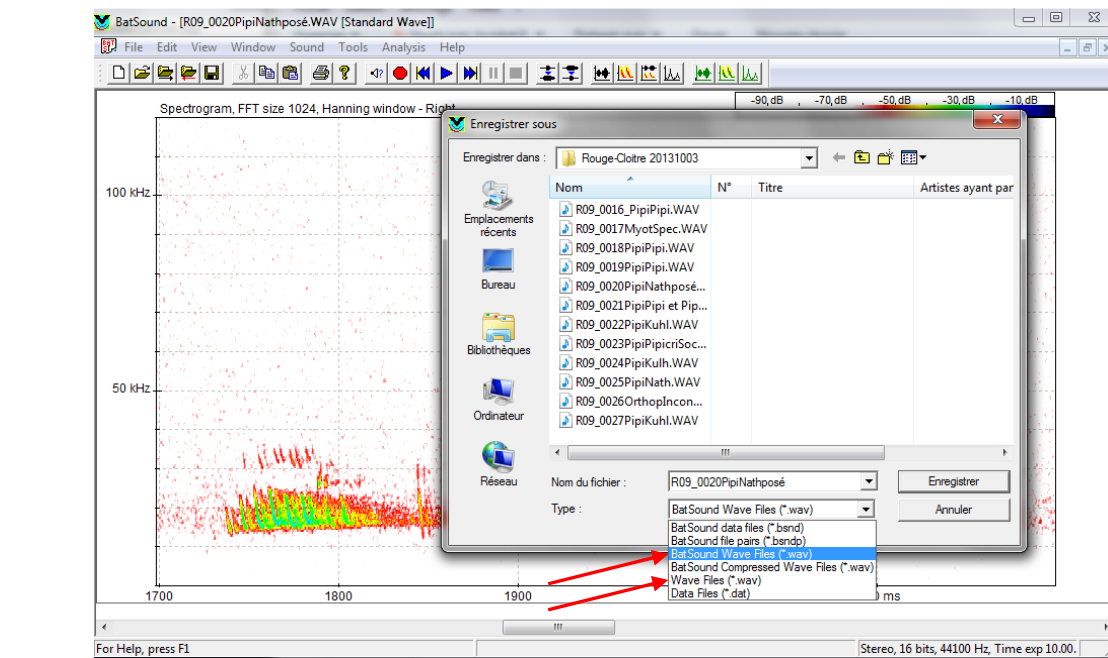 BatSound - [R09_0020PipiNathposé.WAV [Standard Wave]]
File Edit View Window Sound Tools Analysis Help
Spectrogram, FFT size 1024, Hanning window - Right
-90,dB , -70,dB , -50,dB , -30,dB , -10,dB
Enregistrer sous
Enregistrer dans : Rouge-Cloitre 20131003
Nom N° Titre Artistes ayant par
R09_0016_PipiPipi.WAV
R09_0017MyotSpec.WAV
R09_0018PipiPipi.WAV
R09_0019PipiPipi.WAV
R09_0020PipiNathposé...
R09_0021PipiPipi et Pip...
R09_0022PipiKuhl.WAV
R09_0023PipiPipicriSoc...
R09_0024PipiKulh.WAV
R09_0025PipiNath.WAV
R09_0026OrthopIncon...
R09_0027PipiKuhl.WAV
Emplacements
récents
Bureau
Bibliothèques
Ordinateur
Réseau
Nom du fichier : R09_0020PipiNathposé Enregistrer
Type : BatSound Wave Files (*.wav) Annuler
BatSound data files (*.bsnd)
BatSound file pairs (*.bsndp)
BatSound Wave Files (*.wav)
BatSound Compressed Wave Files (*.wav)
Wave Files (*.wav)
Data Files (*.dat)
100 kHz
50 kHz
1700 1800 1900 ms
For Help, press F1 Stereo, 16 bits, 44100 Hz, Time exp 10.00.